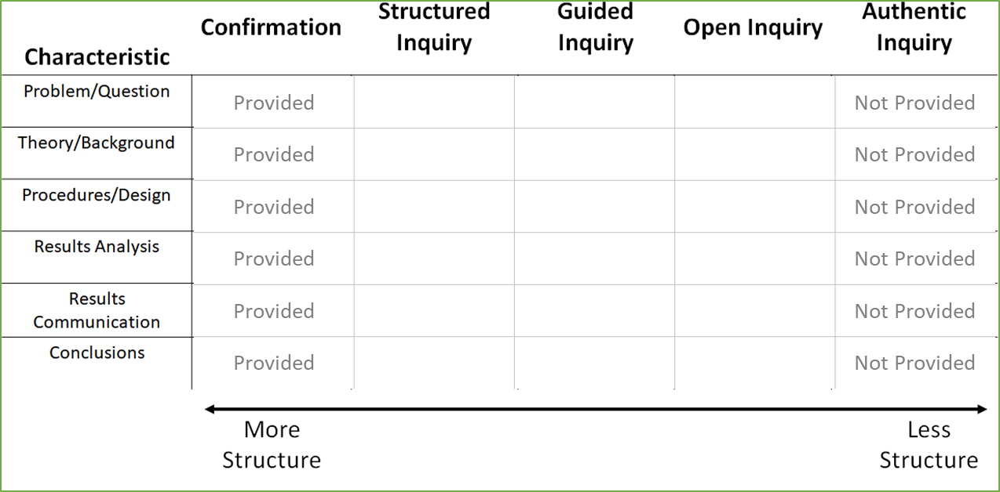 Characteristic
Confirmation
Structured
Inquiry
Guided
Inquiry
Open Inquiry
Authentic
Inquiry
Problem/Question
Provided
Not Provided
Theory/Background
Provided
Not Provided
Procedures/Design
Provided
Not Provided
Results Analysis
Provided
Not Provided
Results
Communication
Provided
Not Provided
Conclusions
Provided
Not Provided
More
Structure
Less
Structure